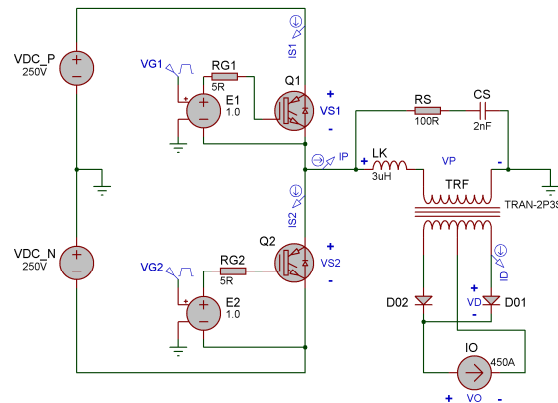 VDC_P
250V
VG1
RG1
5R
E1
1.0
Q1
IS1
+
VS1
-
IP
RS
100R
CS
2nF
+
LK
3uH
VP
-
TRF
TRAN-2P3S
VDC_N
250V
VG2
RG2
5R
E2
1.0
Q2
IS2
+
VS2
-
ID
D02
+
VD
-
D01
IO
450A
+
VO
-